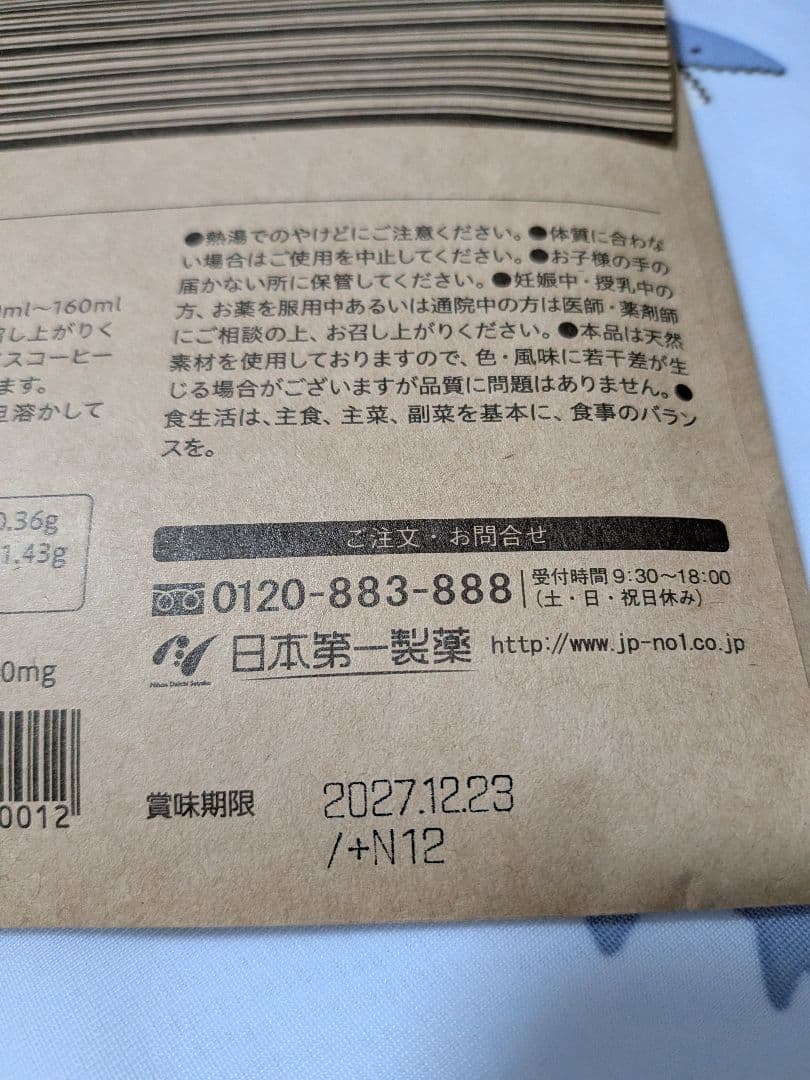 ●熱湯でのやけどにご注意ください。●体質に合わな
い場合はご使用を中止してください。●お子様の手の
届かない所に保管してください。●妊娠中・授乳中の
方、お薬を服用中あるいは通院中の方は医師・薬剤師
にご相談の上、お召し上がりください。●本品は天然
素材を使用しておりますので、色・風味に若干差が生
じる場合がございますが品質に問題はありません。●
食生活は、主食、主菜、副菜を基本に、食事のバラン
スを。
ml〜160ml
し上がりく
スコーヒー
ます。
溶かして
0.36g
1.43g
0mg
0012
ご注文・お問合せ
0120-883-888
受付時間 9:30〜18:00
（土・日・祝日休み）
Nihon Daiichi Seiyaku
日本第一製薬 http://www.jp-no1.co.jp
賞味期限 2027.12.23
/+N12